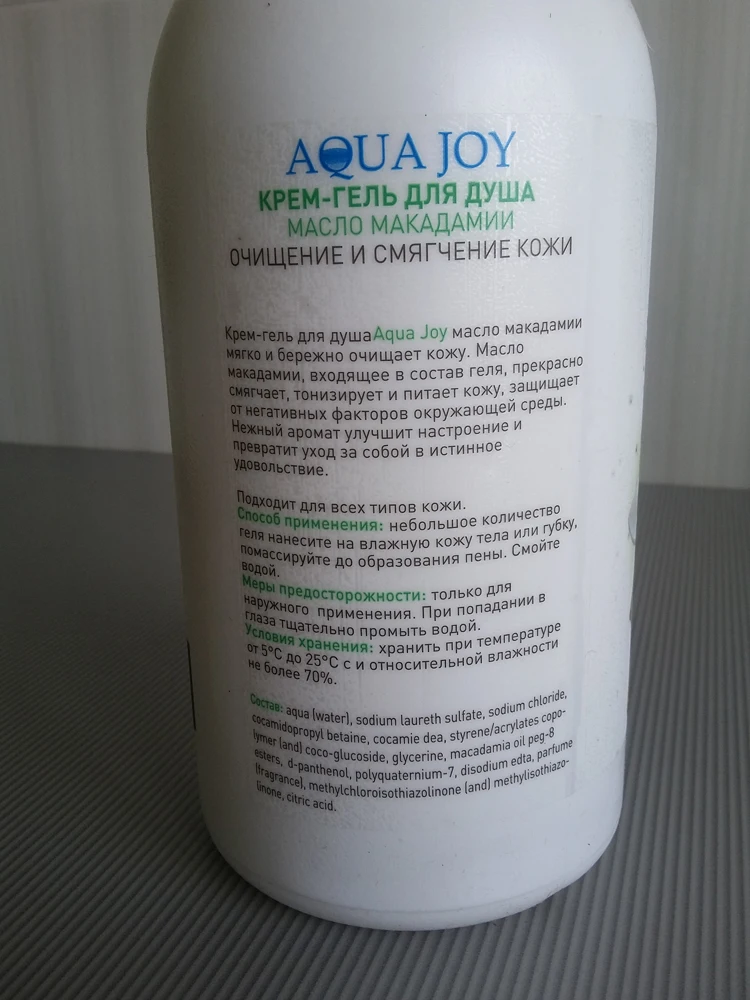 AQUA JOY
КРЕМ-ГЕЛЬ ДЛЯ ДУША
МАСЛО МАКАДАМИИ
ОЧИЩЕНИЕ И СМЯГЧЕНИЕ КОЖИ
Крем-гель для душаAqua Joy масло макадамии
мягко и бережно очищает кожу. Масло
макадамии, входящее в состав геля, прекрасно
смягчает, тонизирует и питает кожу, защищает
от негативных факторов окружающей среды.
Нежный аромат улучшит настроение и
превратит уход за собой в истинное
удовольствие.
Подходит для всех типов кожи.
Способ применения: небольшое количество
геля нанесите на влажную кожу тела или губку,
помассируйте до образования пены. Смойте
водой.
Меры предосторожности: только для
наружного применения. При попадании в
глаза тщательно промыть водой.
Условия хранения: хранить при температуре
от 5°С до 25°С с и относительной влажности
не более 70%.
Состав: aqua (water), sodium laureth sulfate, sodium chloride,
cocamidopropyl betaine, cocamie dea, styrene/acrylates copo-
lymer (and) coco-glucoside, glycerine, macadamia oil peg-8
esters, d-panthenol, polyquaternium-7, disodium edta, parfume
(fragrance), methylchloroisothiazolinone (and) methylisothiazo-
linone, citric acid.